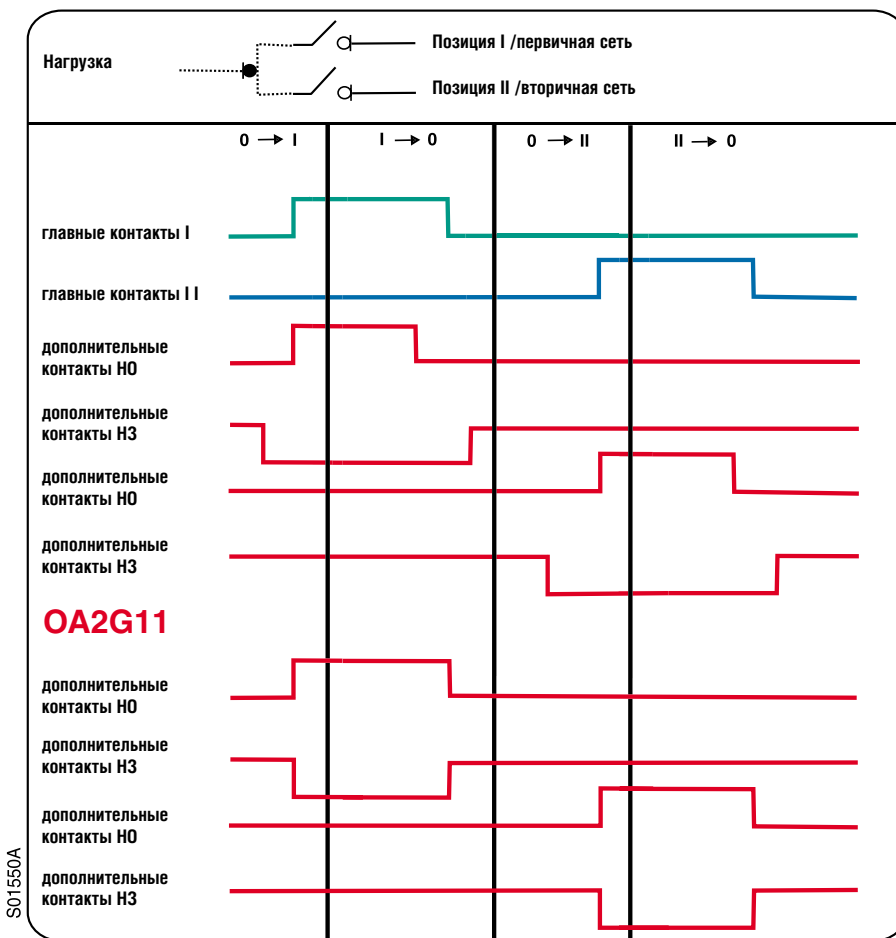 Нагрузка
Позиция I /первичная сеть
Позиция II /вторичная сеть
0 → I
I → 0
0 → II
II → 0
главные контакты I
главные контакты I I
дополнительные
контакты НО
дополнительные
контакты НЗ
дополнительные
контакты НО
дополнительные
контакты НЗ
OA2G11
дополнительные
контакты НО
дополнительные
контакты НЗ
дополнительные
контакты НО
дополнительные
контакты НЗ
S01550A